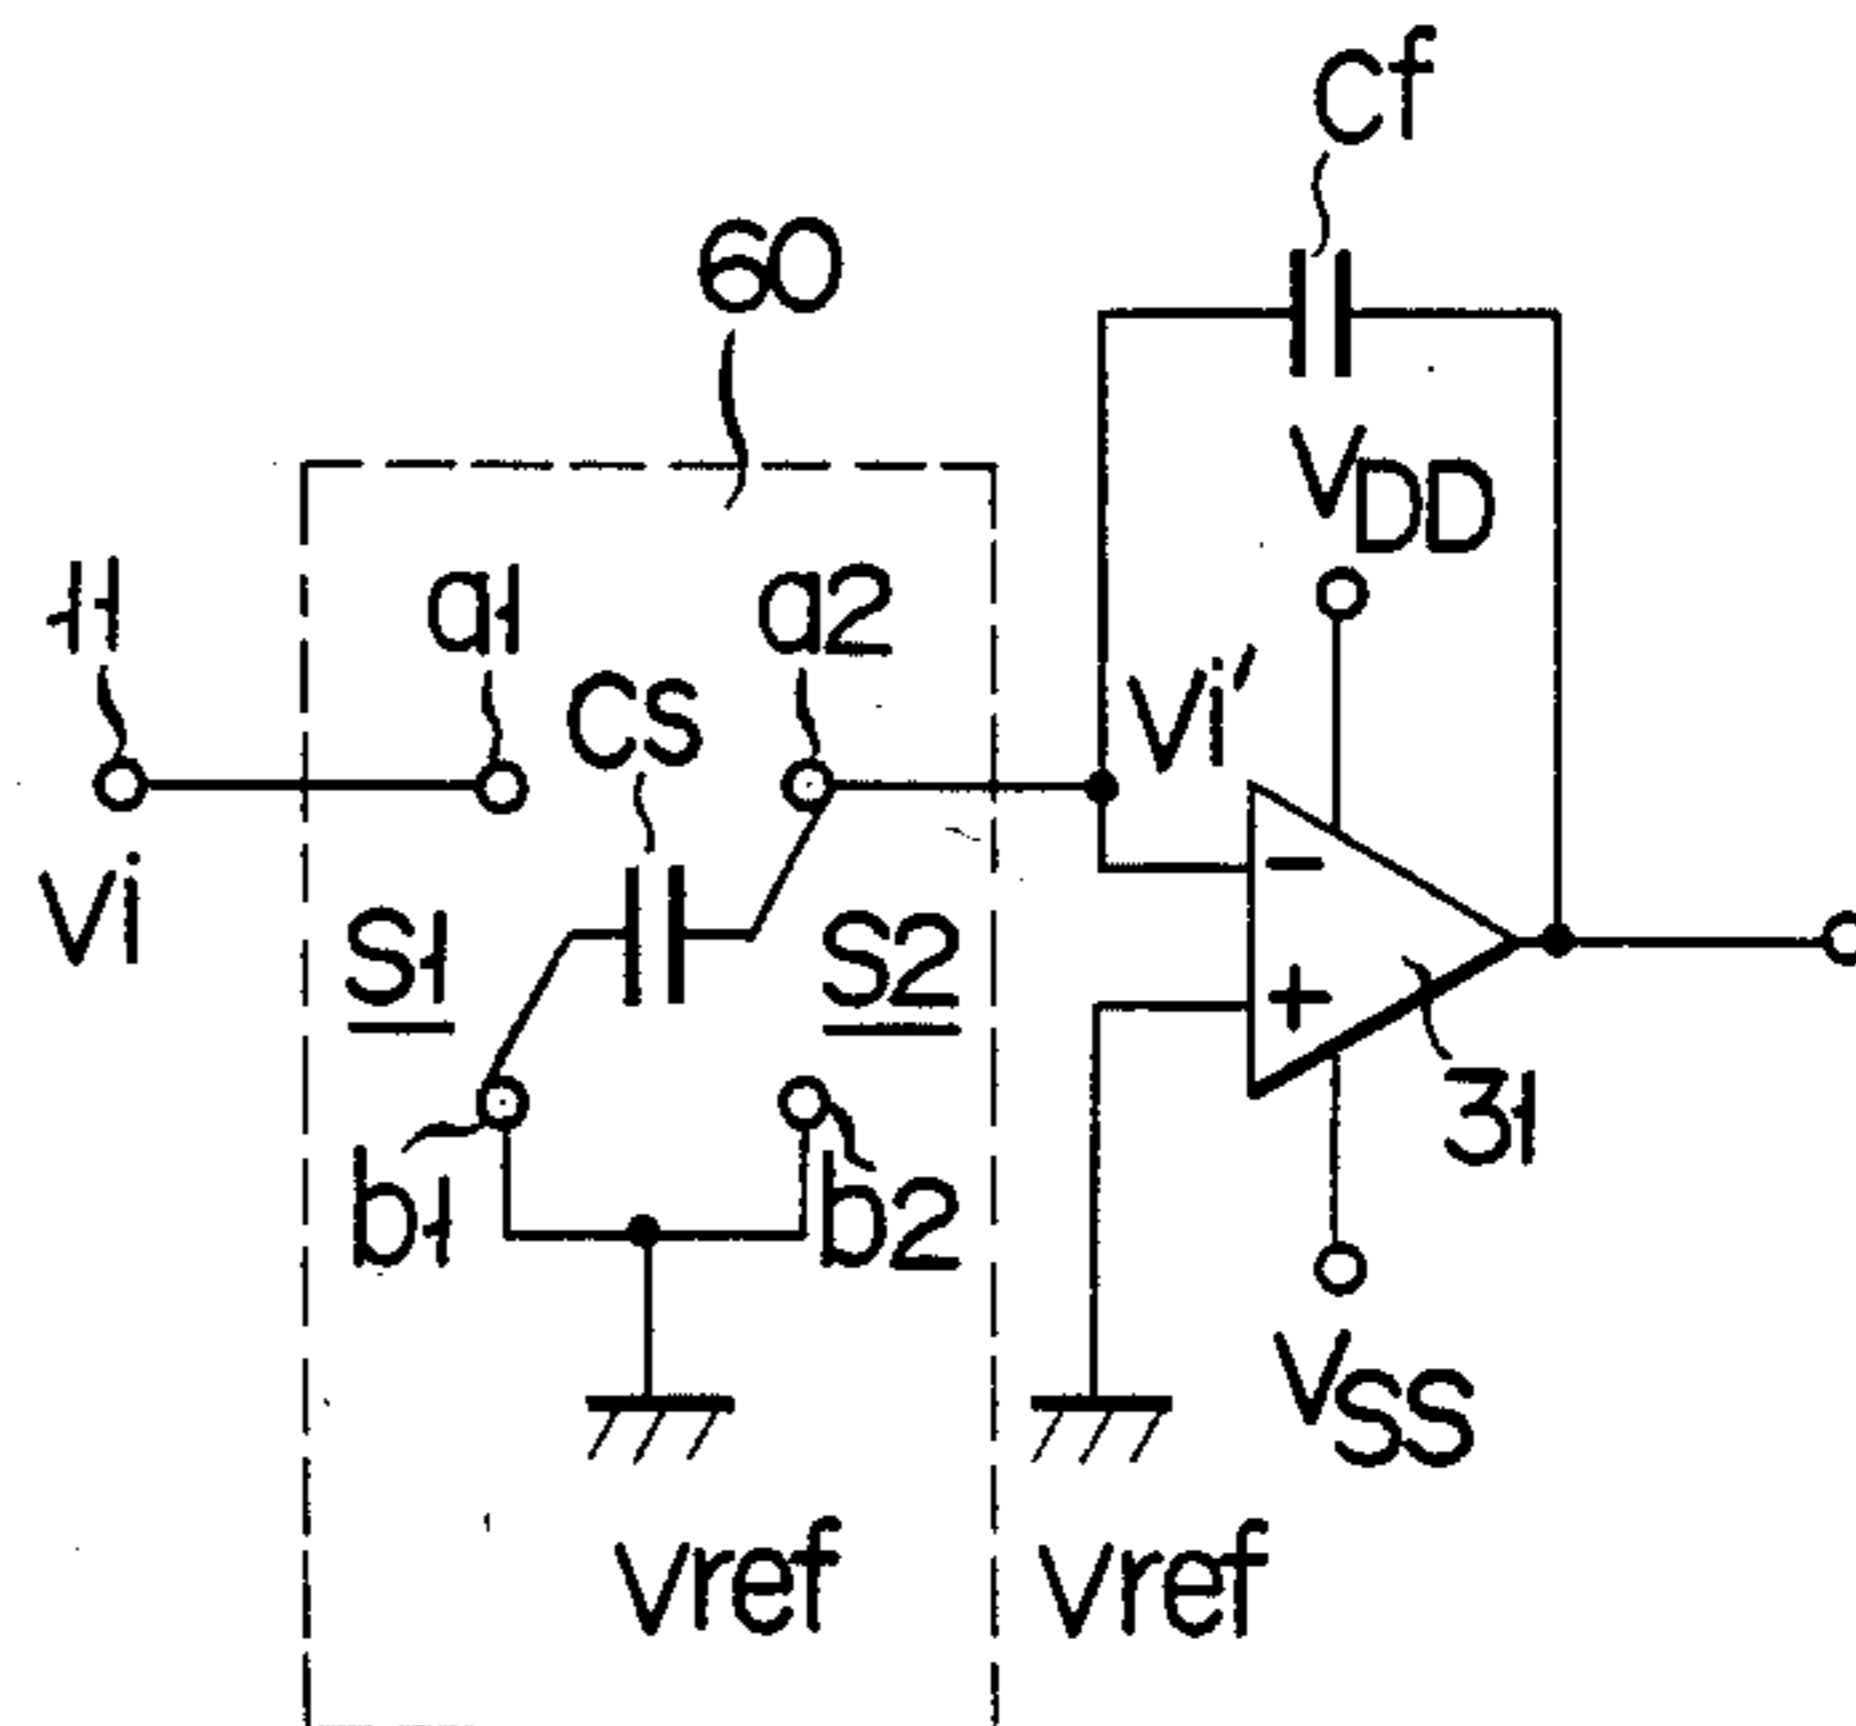 Cf
60
VDD
11
a1
a2
Cs
Vi'
Vi
S1
S2
−
+
31
b1
b2
VSS
Vref
Vref